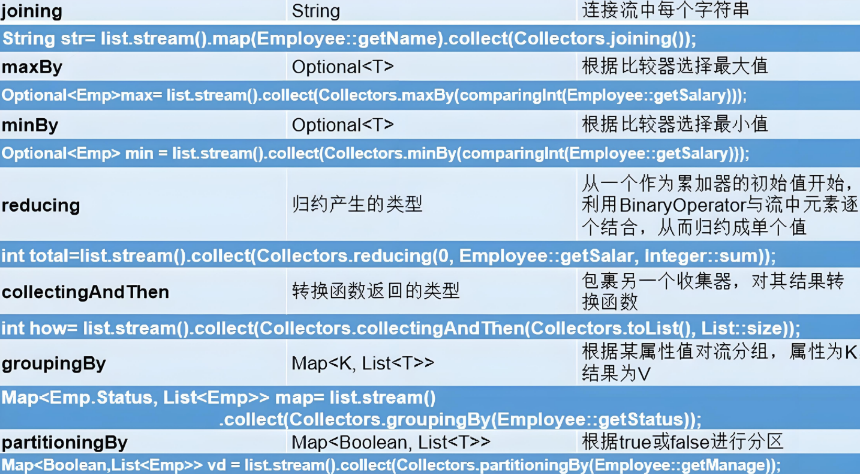 joining String 连接流中每个字符串
String str= list.stream().map(Employee::getName).collect(Collectors.joining());
maxBy Optional<T> 根据比较器选择最大值
Optional<Emp>max= list.stream().collect(Collectors.maxBy(comparingInt(Employee::getSalary)));
minBy Optional<T> 根据比较器选择最小值
Optional<Emp> min = list.stream().collect(Collectors.minBy(comparingInt(Employee::getSalary)));
reducing 归约产生的类型 从一个作为累加器的初始值开始，
利用BinaryOperator与流中元素逐
个结合，从而归约成单个值
int total=list.stream().collect(Collectors.reducing(0, Employee::getSalar, Integer::sum));
collectingAndThen 转换函数返回的类型 包裹另一个收集器，对其结果转
换函数
int how= list.stream().collect(Collectors.collectingAndThen(Collectors.toList(), List::size));
groupingBy Map<K, List<T>> 根据某属性值对流分组，属性为K
结果为V
Map<Emp.Status, List<Emp>> map= list.stream()
.collect(Collectors.groupingBy(Employee::getStatus));
partitioningBy Map<Boolean, List<T>> 根据true或false进行分区
Map<Boolean,List<Emp>> vd = list.stream().collect(Collectors.partitioningBy(Employee::getManage));